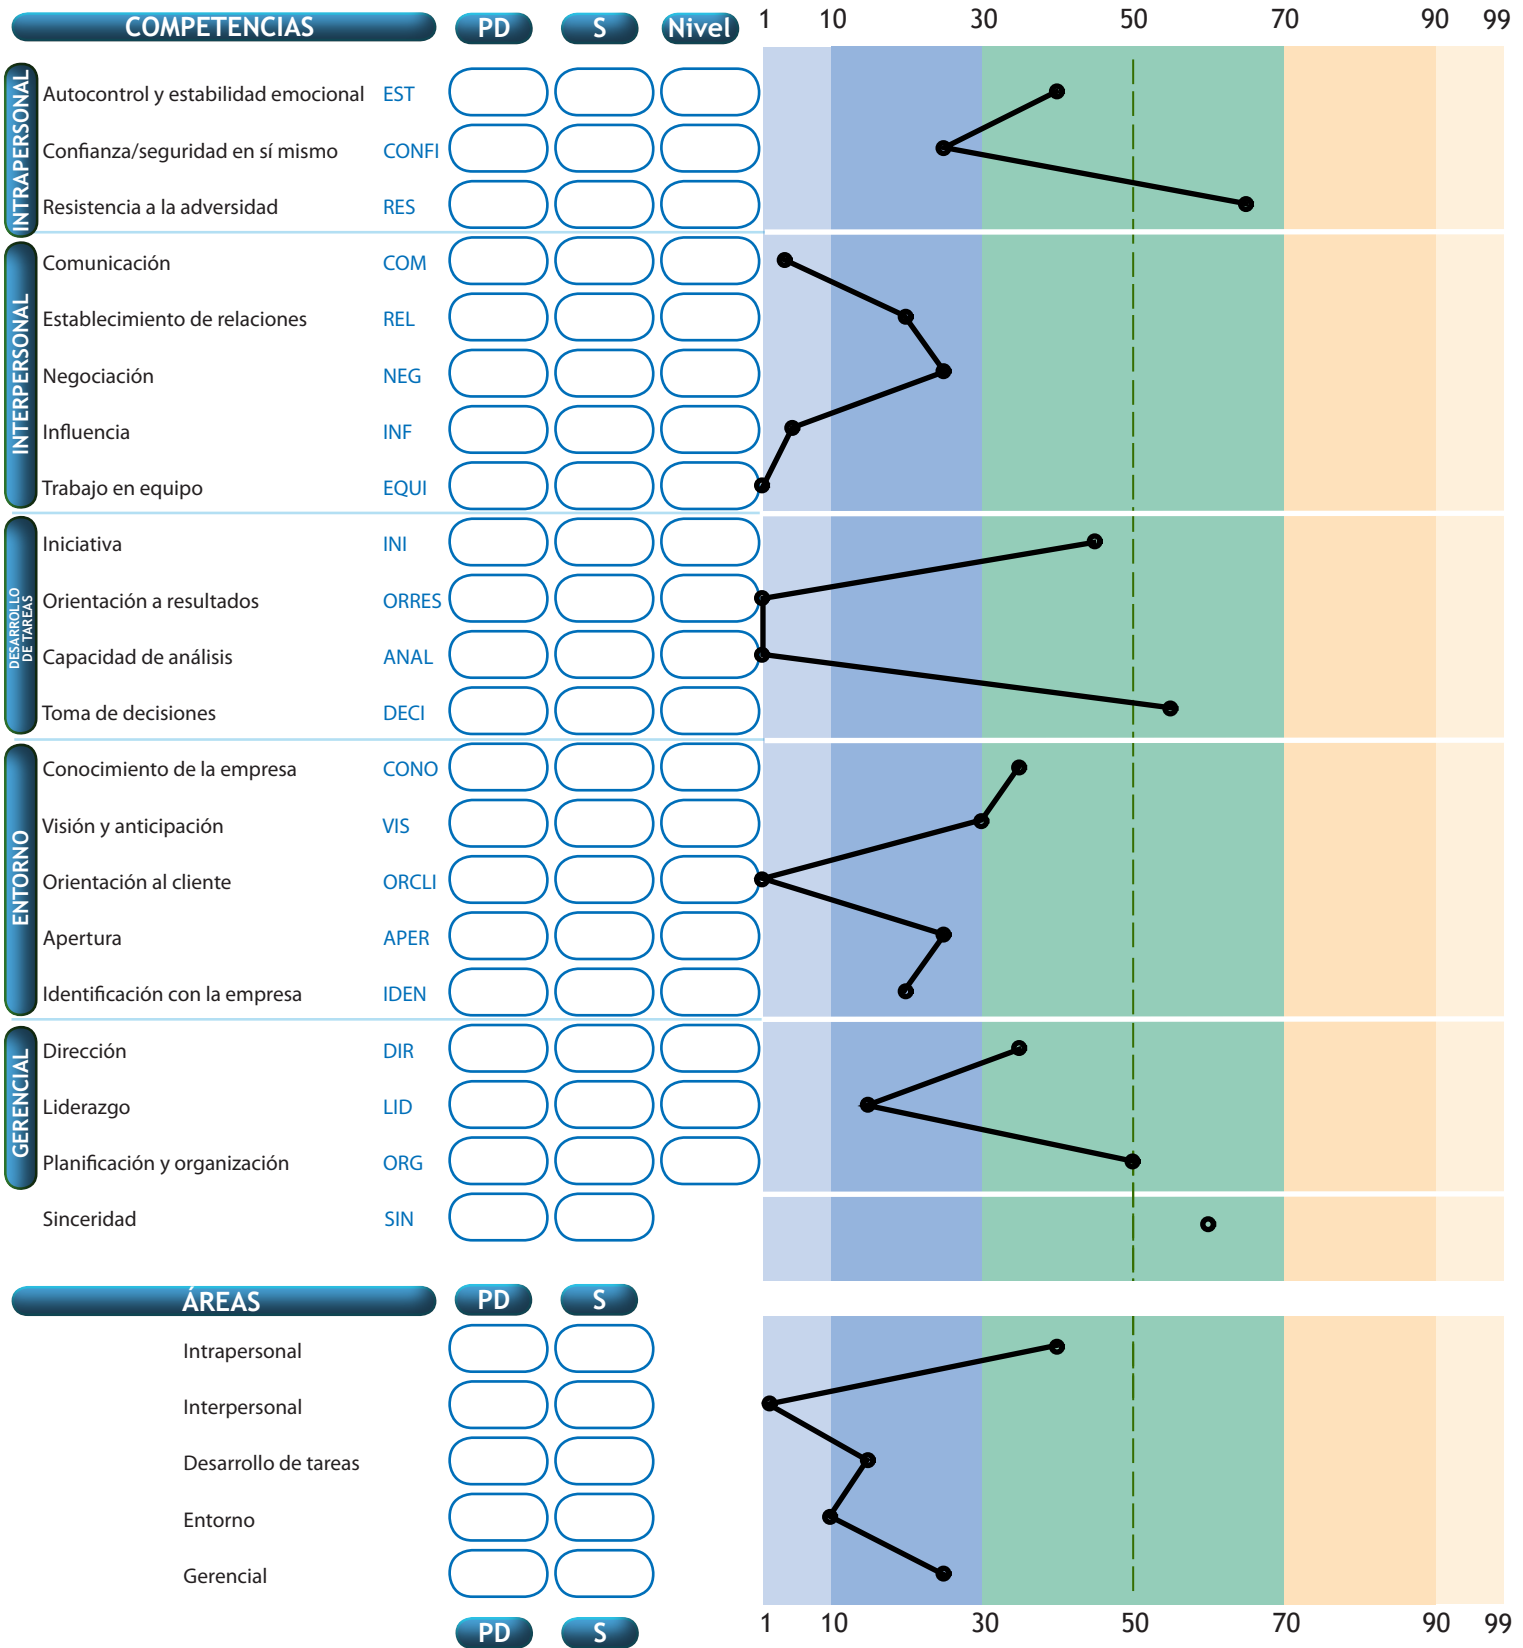 COMPETENCIAS PD S Nivel 1 10 30 50 70 90 99
INTRAPERSONAL
Autocontrol y estabilidad emocional EST
Confianza/seguridad en sí mismo CONFI
Resistencia a la adversidad RES
INTERPERSONAL
Comunicación COM
Establecimiento de relaciones REL
Negociación NEG
Influencia INF
Trabajo en equipo EQUI
DESARROLLO
DE TAREAS
Iniciativa INI
Orientación a resultados ORRES
Capacidad de análisis ANAL
Toma de decisiones DECI
ENTORNO
Conocimiento de la empresa CONO
Visión y anticipación VIS
Orientación al cliente ORCLI
Apertura APER
Identificación con la empresa IDEN
GERENCIAL
Dirección DIR
Liderazgo LID
Planificación y organización ORG
Sinceridad SIN
ÁREAS PD S
Intrapersonal
Interpersonal
Desarrollo de tareas
Entorno
Gerencial
PD S 1 10 30 50 70 90 99